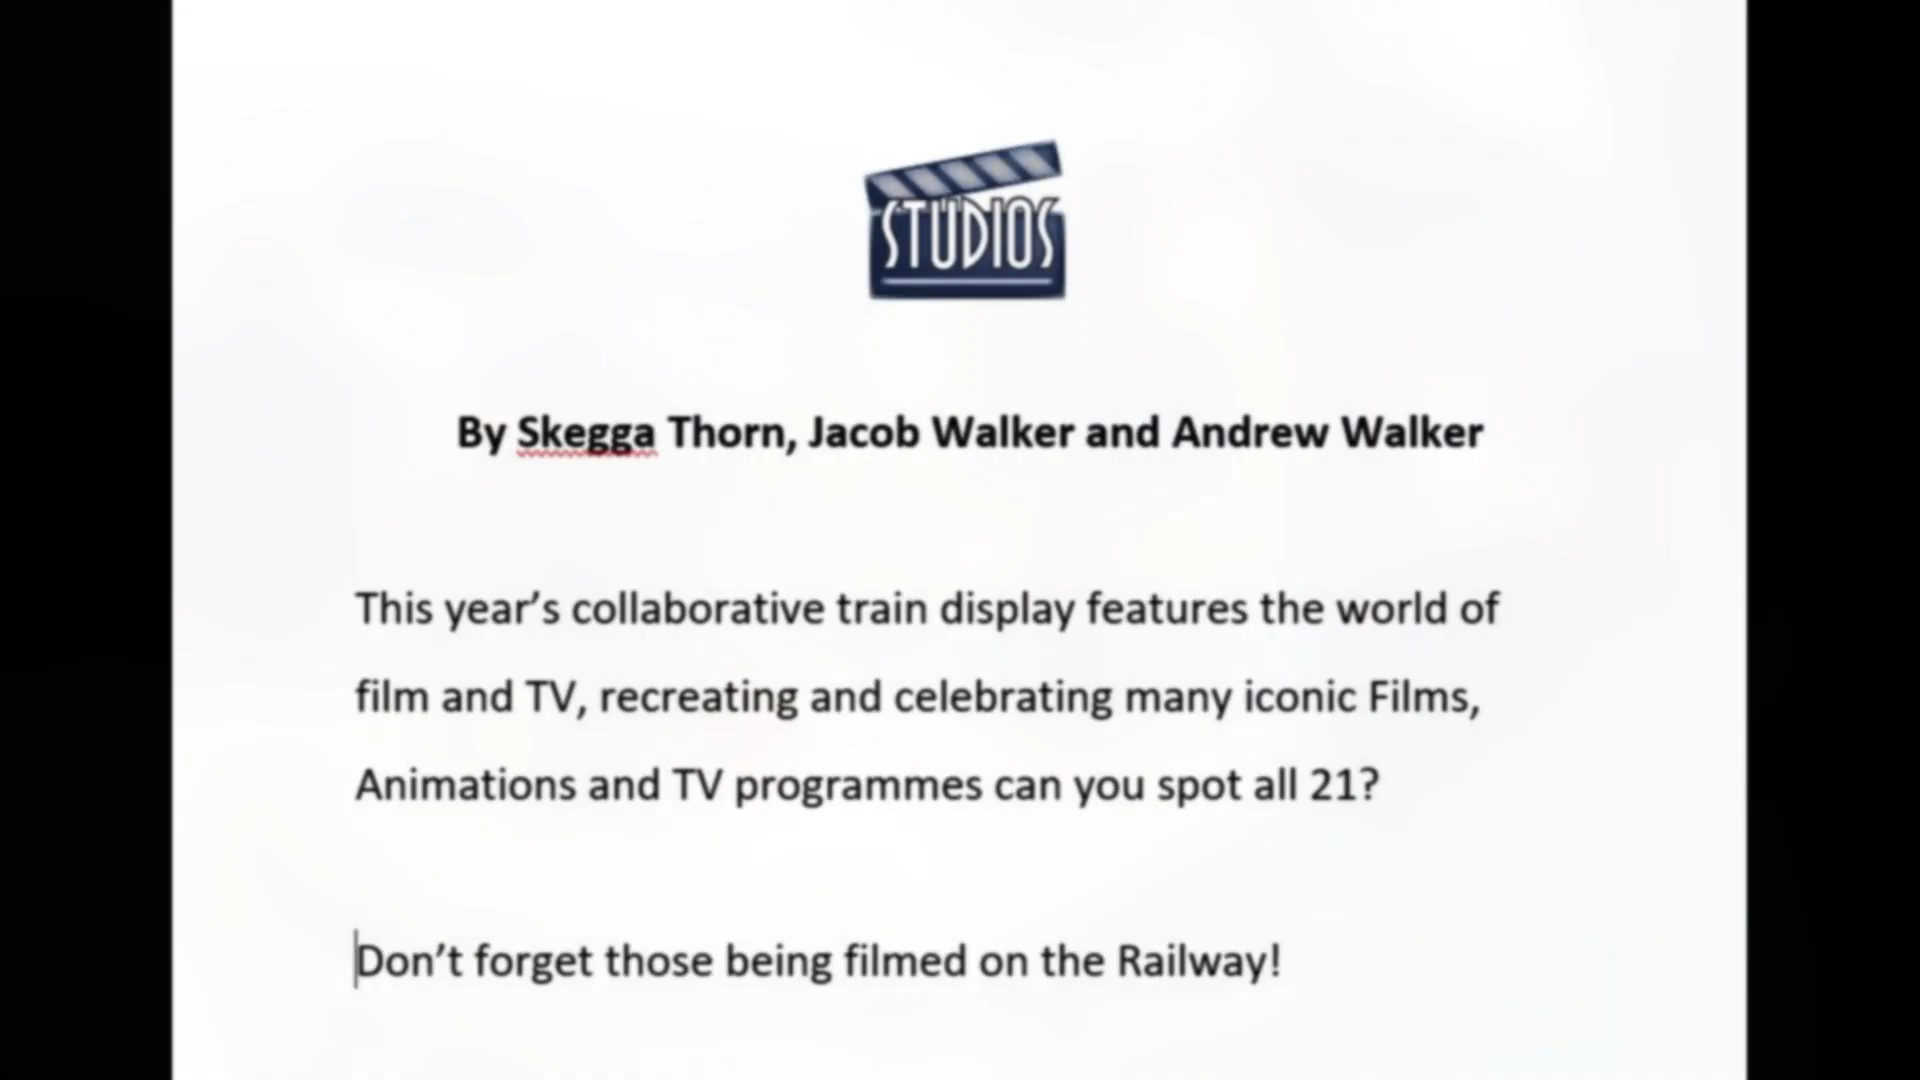 STUDIOS
By Skegga Thorn, Jacob Walker and Andrew Walker
This year’s collaborative train display features the world of
film and TV, recreating and celebrating many iconic Films,
Animations and TV programmes can you spot all 21?
Don’t forget those being filmed on the Railway!